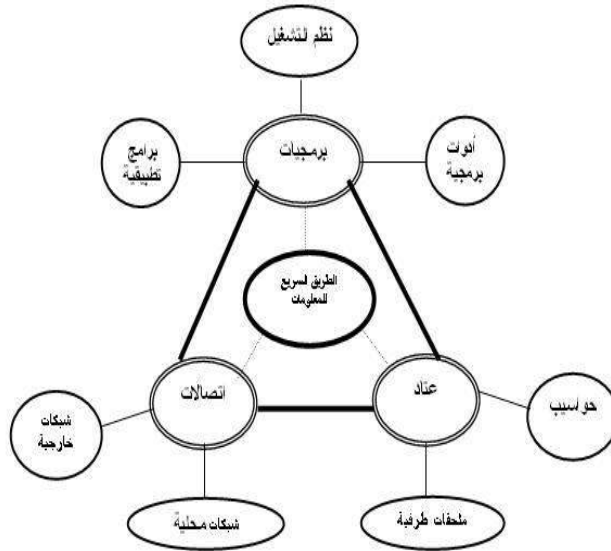 نظم التشغيل
برمجيات
أدوات
برمجية
برامج
تطبيقية
الطريق السريع
للمعلومات
عتاد
اتصالات
حواسيب
شبكات
خارجية
ملحقات طرفية
شبكات محلية